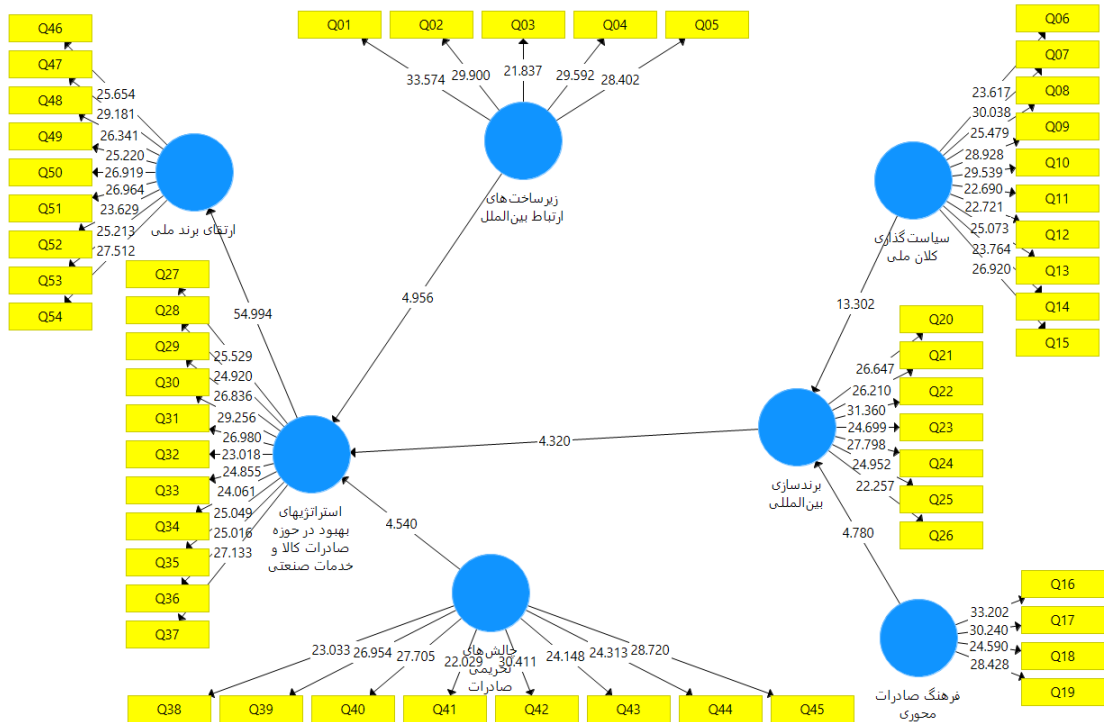 Q01
Q02
Q03
Q04
Q05
33.574
29.900
21.837
29.592
28.402
زیرساخت‌های
ارتباط بین‌الملل
Q46
Q47
Q48
Q49
Q50
Q51
Q52
Q53
Q54
25.654
29.181
26.341
25.220
26.919
26.964
23.629
25.213
27.512
ارتقای برند ملی
Q06
Q07
Q08
Q09
Q10
Q11
Q12
Q13
Q14
Q15
23.617
30.038
25.479
28.928
29.539
22.690
22.721
25.073
23.764
26.920
سیاست‌گذاری
کلان ملی
54.994
4.956
13.302
Q27
Q28
Q29
Q30
Q31
Q32
Q33
Q34
Q35
Q36
Q37
25.529
24.920
26.836
29.256
26.980
23.018
24.855
24.061
25.049
25.016
27.133
استراتژیهای
بهبود در حوزه
صادرات کالا و
خدمات صنعتی
4.320
Q20
Q21
Q22
Q23
Q24
Q25
Q26
26.647
26.210
31.360
24.699
27.798
24.952
22.257
برندسازی
بین‌المللی
4.540
4.780
چالش‌های
تحریمی
صادرات
23.033
26.954
27.705
22.029
30.411
24.148
24.313
28.720
Q38
Q39
Q40
Q41
Q42
Q43
Q44
Q45
Q16
Q17
Q18
Q19
33.202
30.240
24.590
28.428
فرهنگ صادرات
محوری